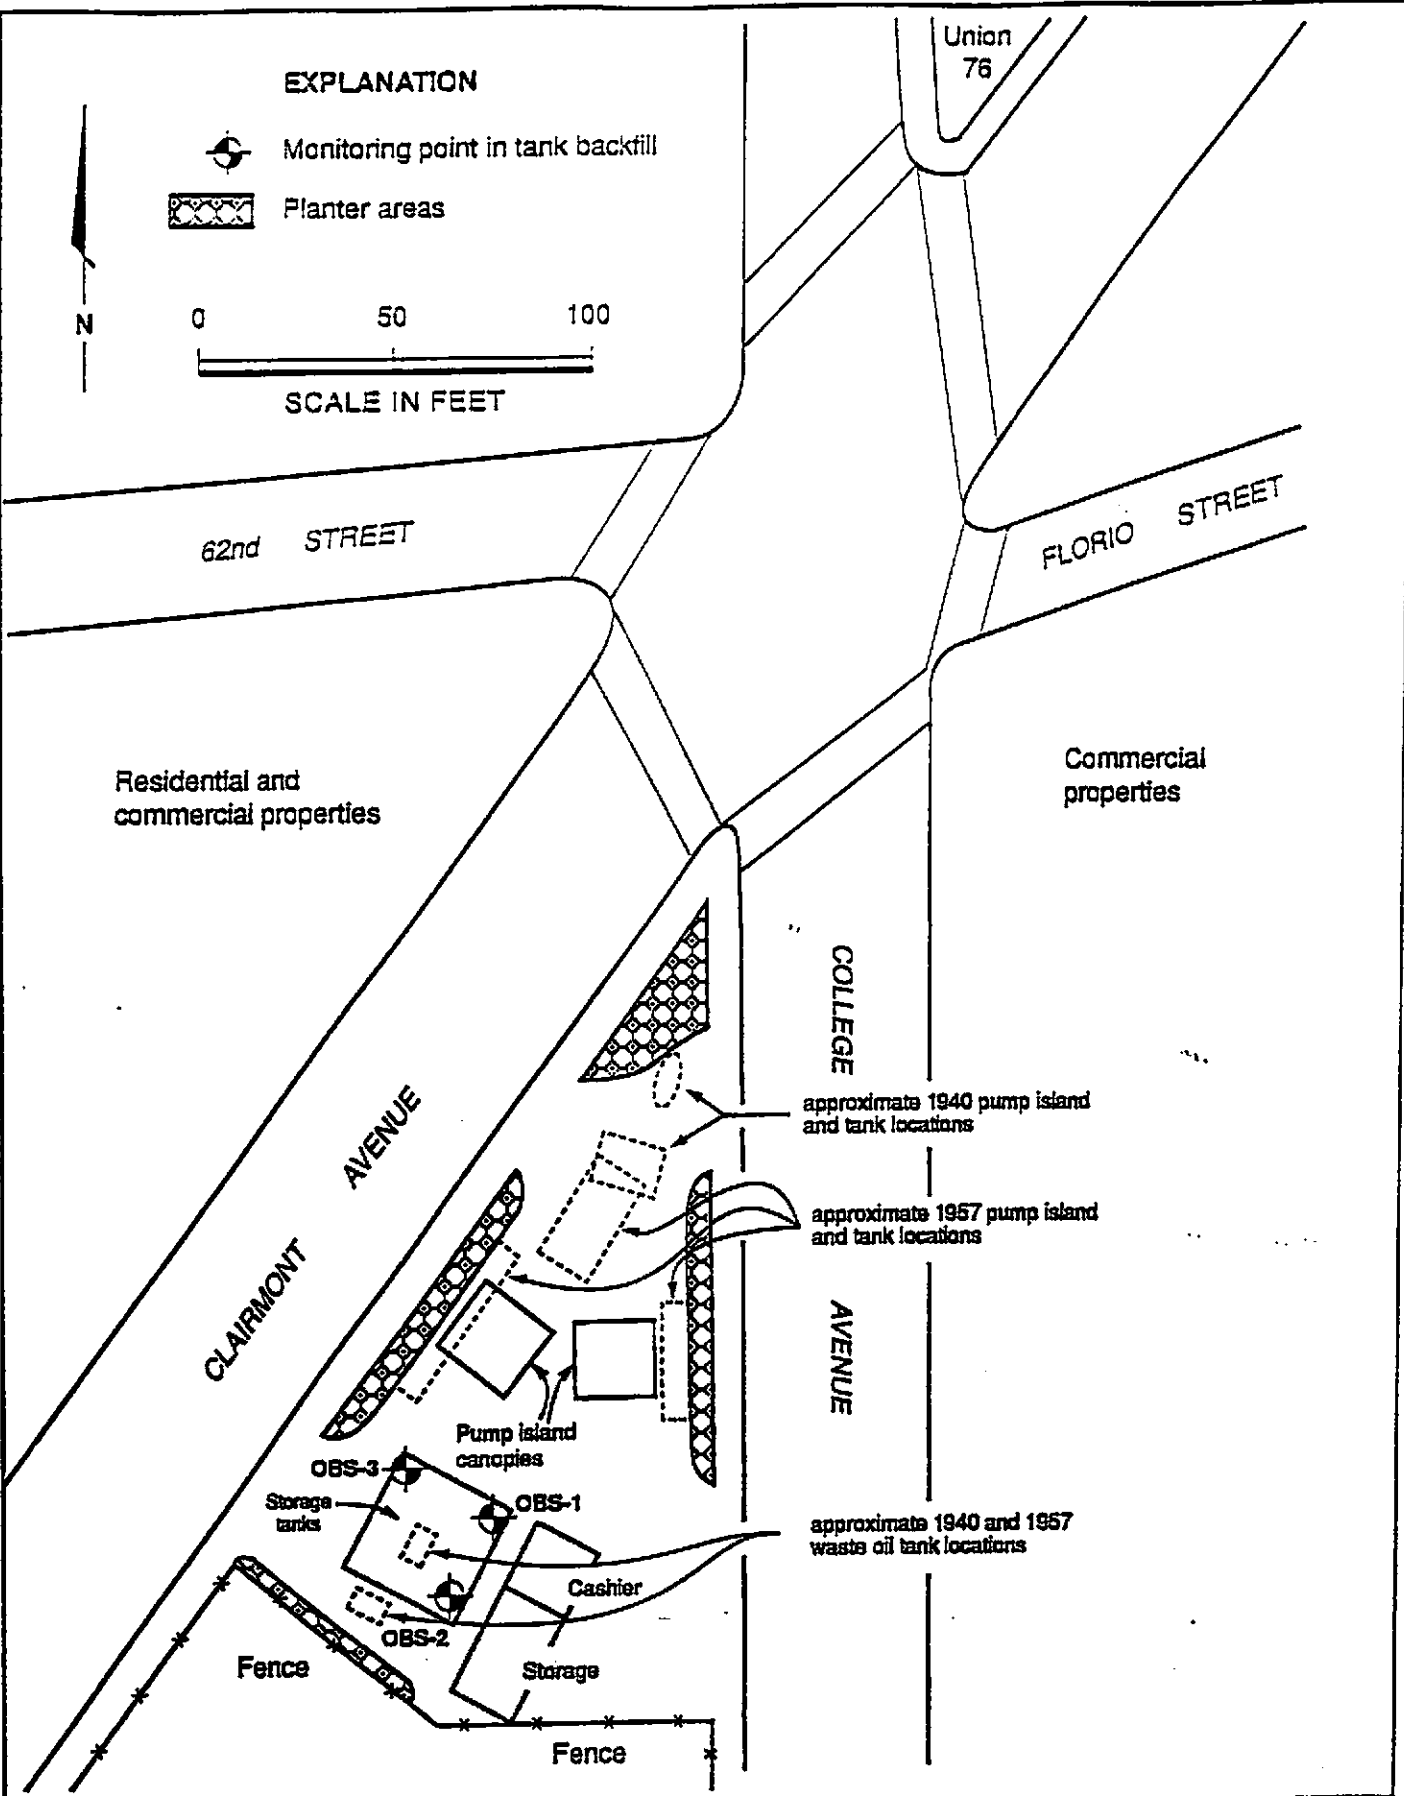 EXPLANATION
Monitoring point in tank backfill
Planter areas
N
0 50 100
SCALE IN FEET
Union
76
62nd STREET
FLORIO STREET
Residential and
commercial properties
Commercial
properties
COLLEGE
AVENUE
CLAIRMONT
AVENUE
approximate 1940 pump island
and tank locations
approximate 1957 pump island
and tank locations
Pump island
canopies
OBS-3
Storage
tanks
OBS-1
approximate 1940 and 1957
waste oil tank locations
Cashier
OBS-2
Storage
Fence
Fence